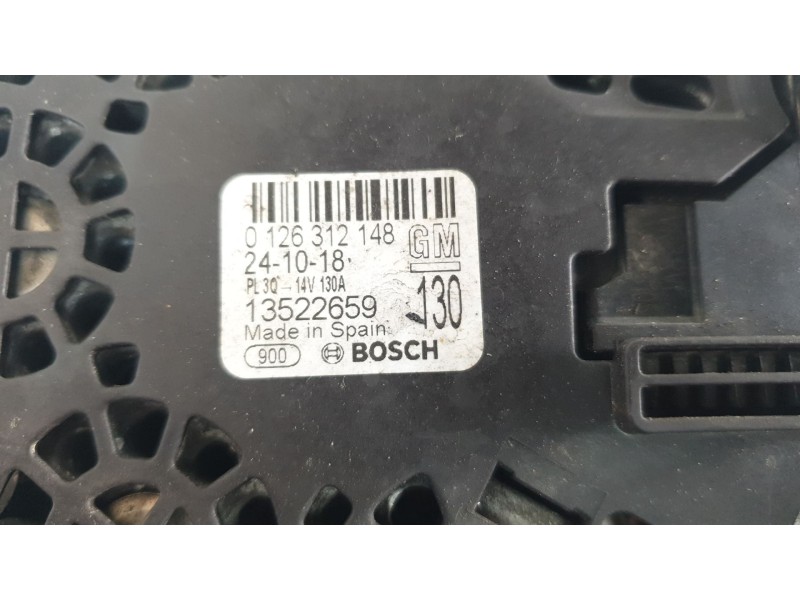 0 126 312 148
GM
24-10-18
PL 30 - 14V 130A
13522659
130
Made in Spain
900 BOSCH